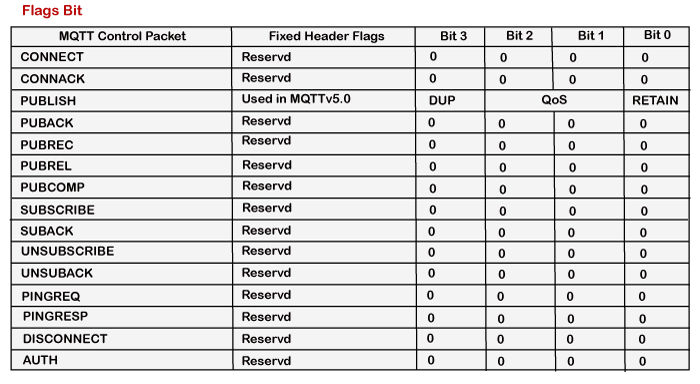 Flags Bit
MQTT Control Packet Fixed Header Flags Bit 3 Bit 2 Bit 1 Bit 0
CONNECT Reservd 0 0 0 0
CONNACK Reservd 0 0 0 0
PUBLISH Used in MQTTv5.0 DUP QoS RETAIN
PUBACK Reservd 0 0 0 0
PUBREC Reservd 0 0 0 0
PUBREL Reservd 0 0 0 0
PUBCOMP Reservd 0 0 0 0
SUBSCRIBE Reservd 0 0 0 0
SUBACK Reservd 0 0 0 0
UNSUBSCRIBE Reservd 0 0 0 0
UNSUBACK Reservd 0 0 0 0
PINGREQ Reservd 0 0 0 0
PINGRESP Reservd 0 0 0 0
DISCONNECT Reservd 0 0 0 0
AUTH Reservd 0 0 0 0